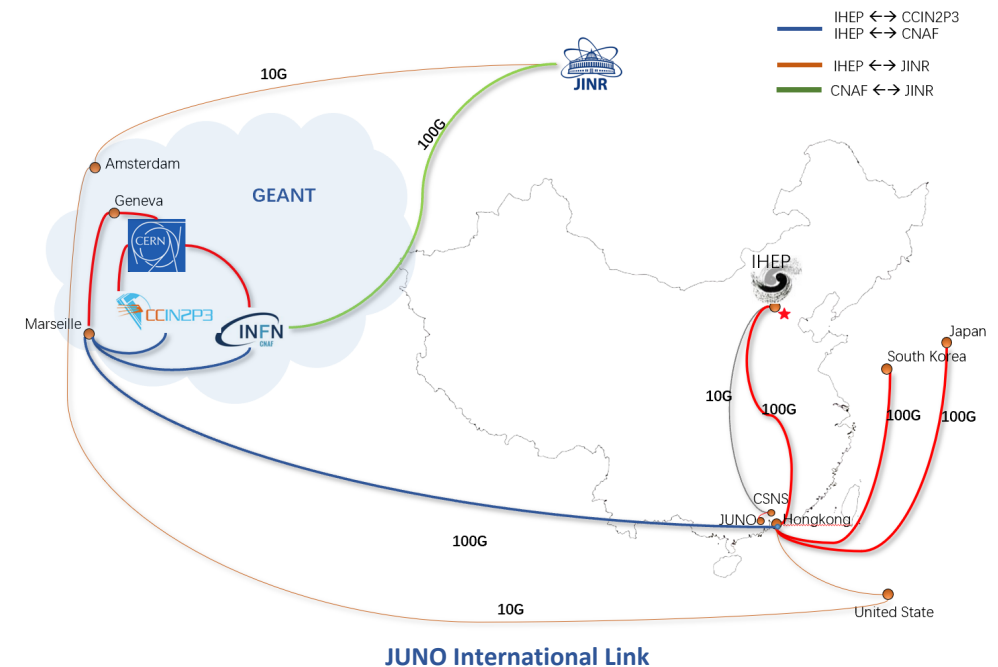 IHEP ←→ CCIN2P3
IHEP ←→ CNAF
IHEP ←→ JINR
CNAF ←→ JINR
10G
JINR
100G
Amsterdam
GEANT
Geneva
CERN
CCIN2P3
Marseille
INFN
CNAF
IHEP
Japan
South Korea
10G
100G
100G
100G
CSNS
JUNO
Hongkong
100G
10G
United State
JUNO International Link